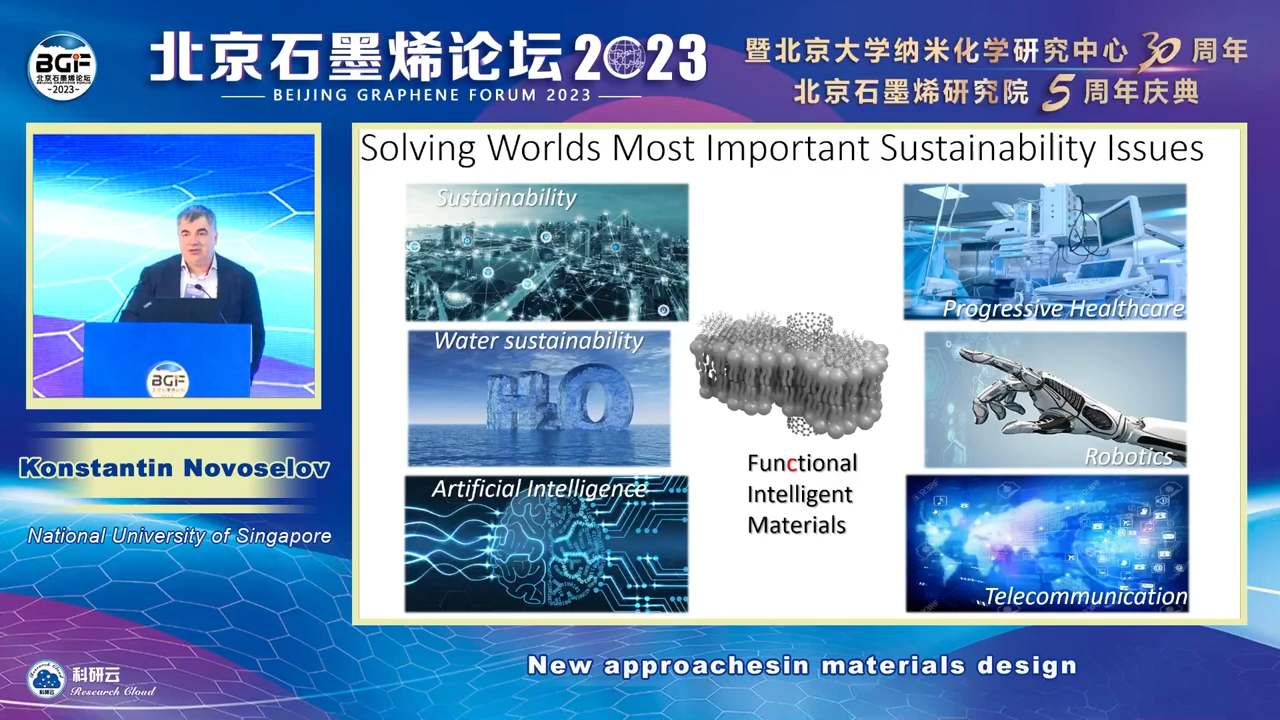 BGIF
北京石墨烯论坛
BEIJING GRAPHENE FORUM
–2023–
北京石墨烯论坛2023
BEIJING GRAPHENE FORUM 2023
暨北京大学纳米化学研究中心30周年
北京石墨烯研究院5周年庆典
BGIF
Konstantin Novoselov
National University of Singapore
Solving Worlds Most Important Sustainability Issues
Sustainability
Water sustainability
H2O
Artificial Intelligence
Functional
Intelligent
Materials
Progressive Healthcare
Robotics
Telecommunication
New approachesin materials design
科研云
Research Cloud